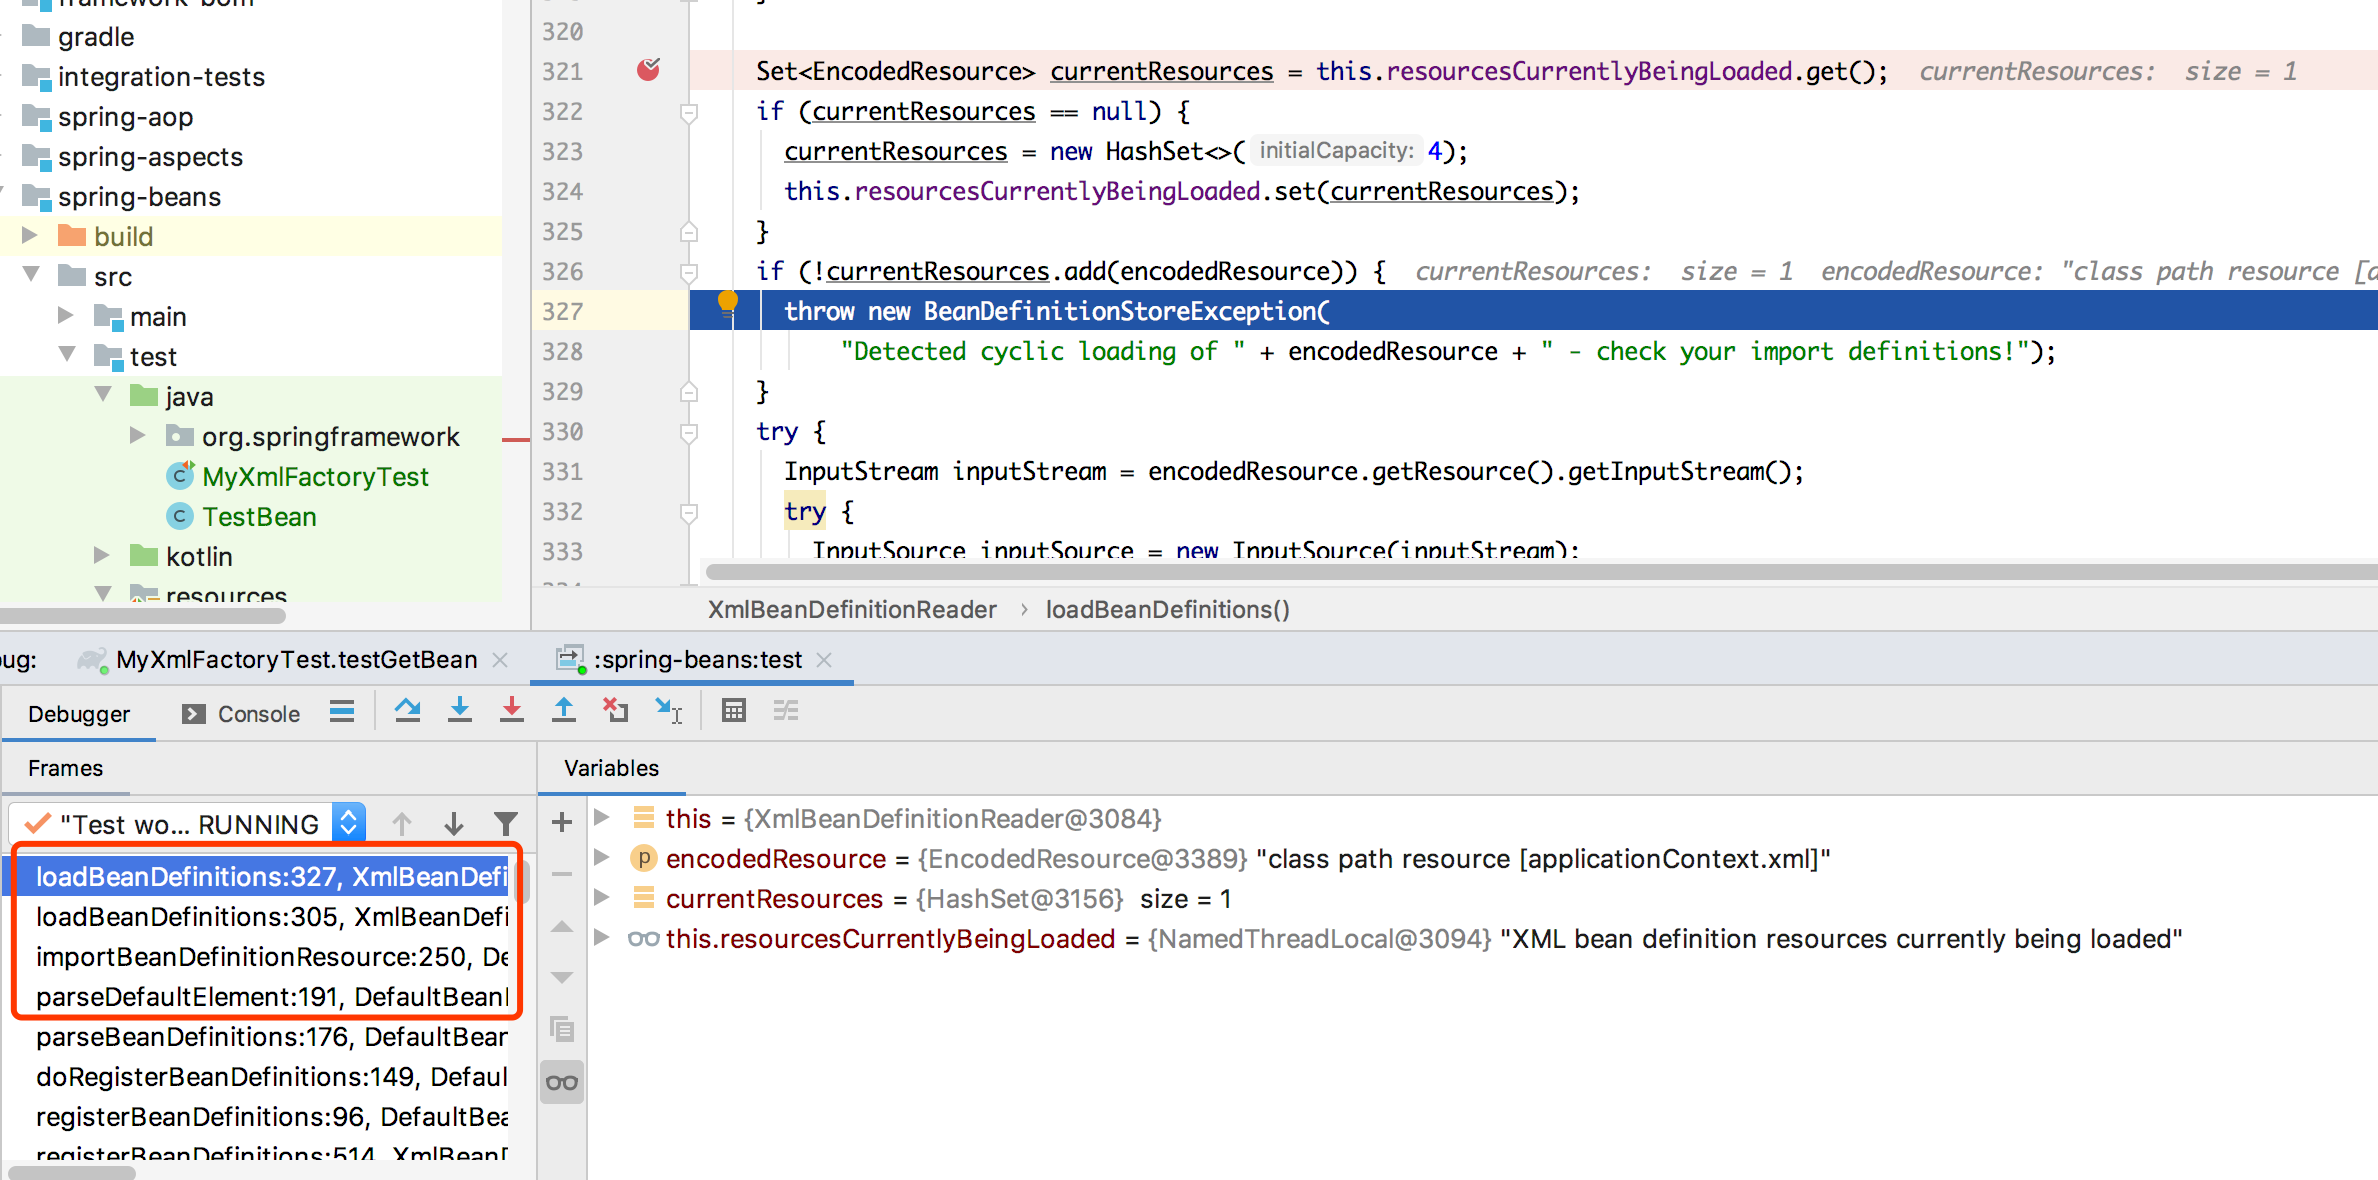 framework-bom
gradle
integration-tests
spring-aop
spring-aspects
spring-beans
build
src
main
test
java
org.springframework
MyXmlFactoryTest
TestBean
kotlin
resources
320
321 Set<EncodedResource> currentResources = this.resourcesCurrentlyBeingLoaded.get(); currentResources: size = 1
322 if (currentResources == null) {
323 currentResources = new HashSet<>( initialCapacity: 4);
324 this.resourcesCurrentlyBeingLoaded.set(currentResources);
325 }
326 if (!currentResources.add(encodedResource)) { currentResources: size = 1 encodedResource: "class path resource [a
327 throw new BeanDefinitionStoreException(
328 "Detected cyclic loading of " + encodedResource + " - check your import definitions!");
329 }
330 try {
331 InputStream inputStream = encodedResource.getResource().getInputStream();
332 try {
333 InputSource inputSource = new InputSource(inputStream);
XmlBeanDefinitionReader › loadBeanDefinitions()
ug: MyXmlFactoryTest.testGetBean :spring-beans:test
Debugger Console
Frames
Variables
"Test wo... RUNNING
loadBeanDefinitions:327, XmlBeanDefi
loadBeanDefinitions:305, XmlBeanDefi
importBeanDefinitionResource:250, De
parseDefaultElement:191, DefaultBeanI
parseBeanDefinitions:176, DefaultBear
doRegisterBeanDefinitions:149, Defaul
registerBeanDefinitions:96, DefaultBea
registerBeanDefinitions:514, XmlBeanD
this = {XmlBeanDefinitionReader@3084}
p encodedResource = {EncodedResource@3389} "class path resource [applicationContext.xml]"
currentResources = {HashSet@3156} size = 1
this.resourcesCurrentlyBeingLoaded = {NamedThreadLocal@3094} "XML bean definition resources currently being loaded"